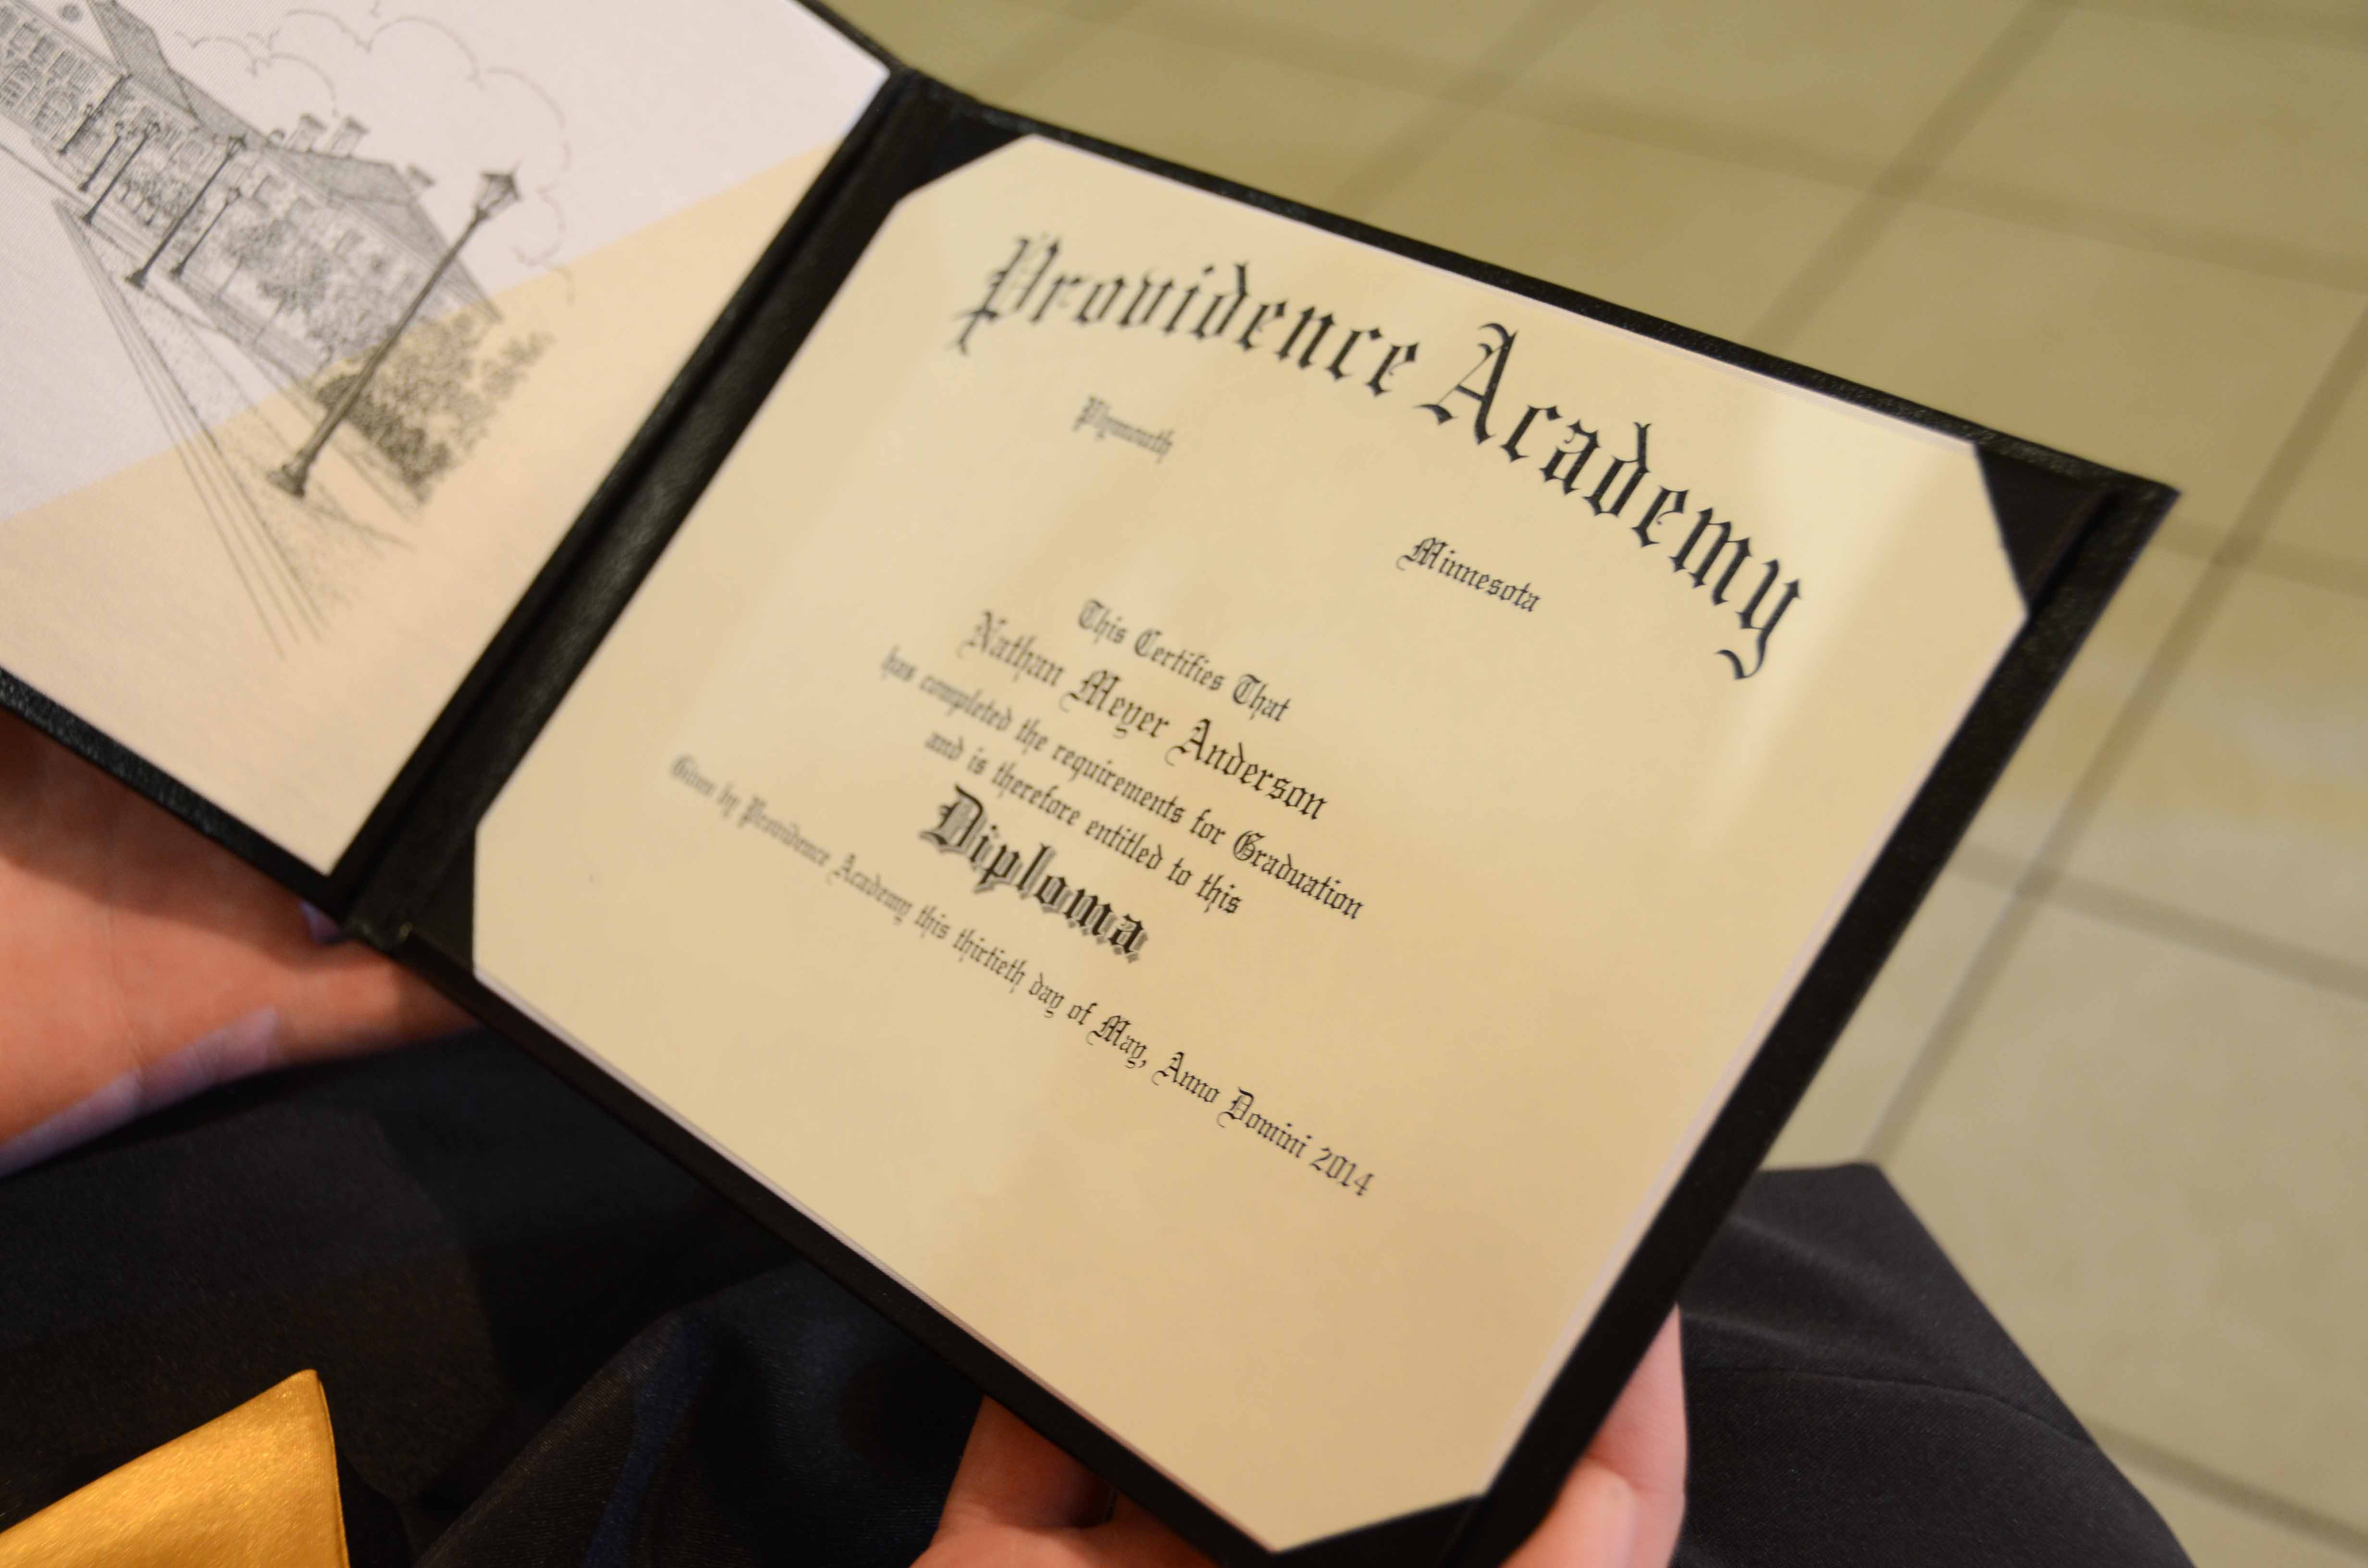 Providence Academy
Plymouth Minnesota
This Certifies That
Nathan Meyer Anderson
has completed the requirements for Graduation
and is therefore entitled to this
Diploma
Given by Providence Academy this thirtieth day of May, Anno Domini 2014